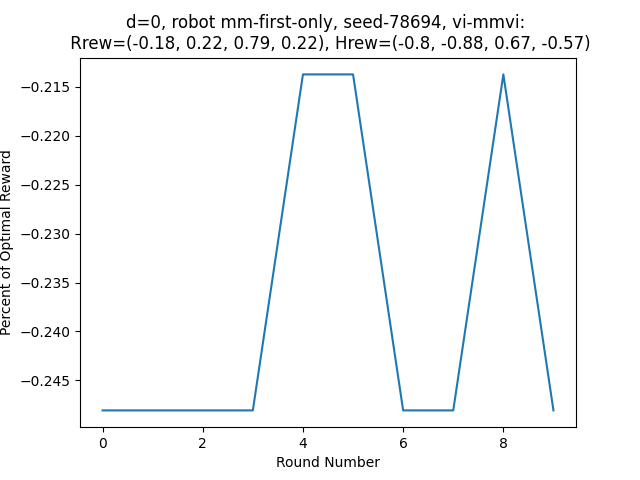 d=0, robot mm-first-only, seed-78694, vi-mmvi:
Rrew=(-0.18, 0.22, 0.79, 0.22), Hrew=(-0.8, -0.88, 0.67, -0.57)
Percent of Optimal Reward
−0.215
−0.220
−0.225
−0.230
−0.235
−0.240
−0.245
0 2 4 6 8
Round Number